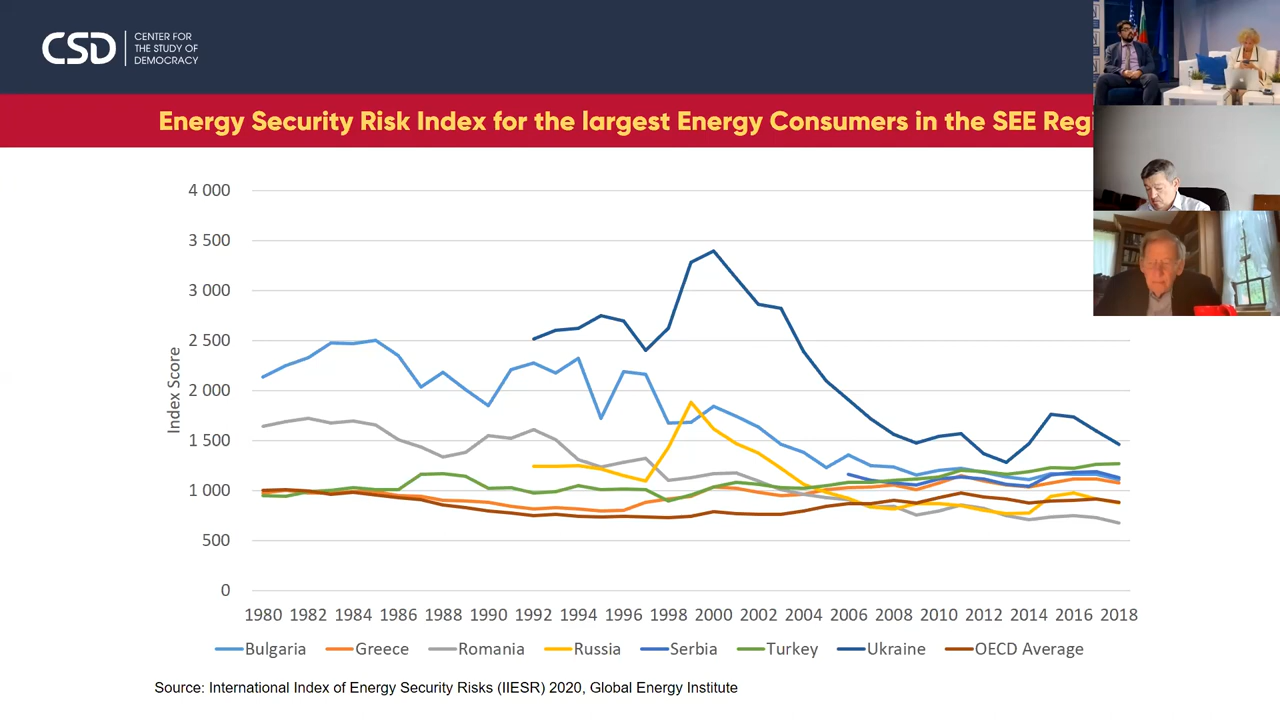 CSD
CENTER FOR
THE STUDY OF
DEMOCRACY
Energy Security Risk Index for the largest Energy Consumers in the SEE Regi
4 000
3 500
3 000
2 500
2 000
1 500
1 000
500
0
Index Score
1980 1982 1984 1986 1988 1990 1992 1994 1996 1998 2000 2002 2004 2006 2008 2010 2012 2014 2016 2018
Bulgaria Greece Romania Russia Serbia Turkey Ukraine OECD Average
Source: International Index of Energy Security Risks (IIESR) 2020, Global Energy Institute